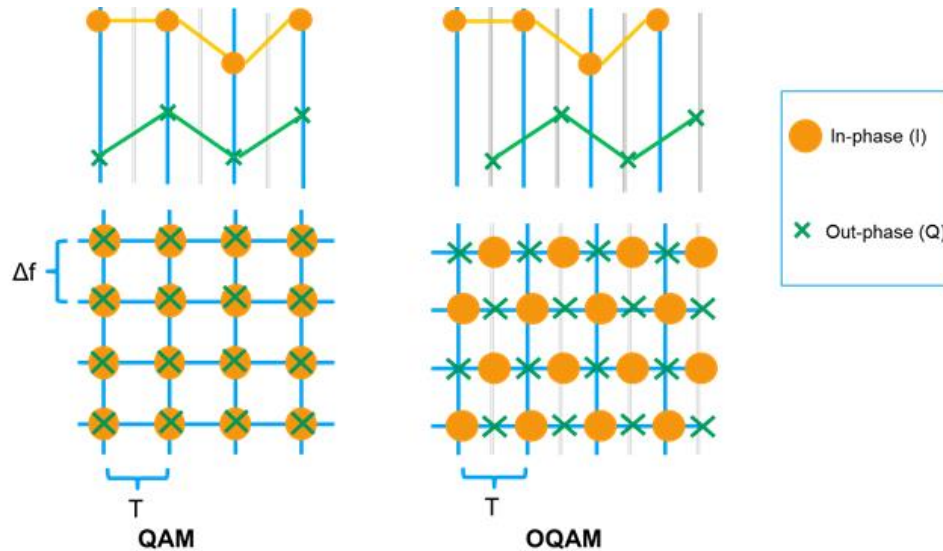 In-phase (I)
Out-phase (Q)
Δf
T
QAM
T
OQAM